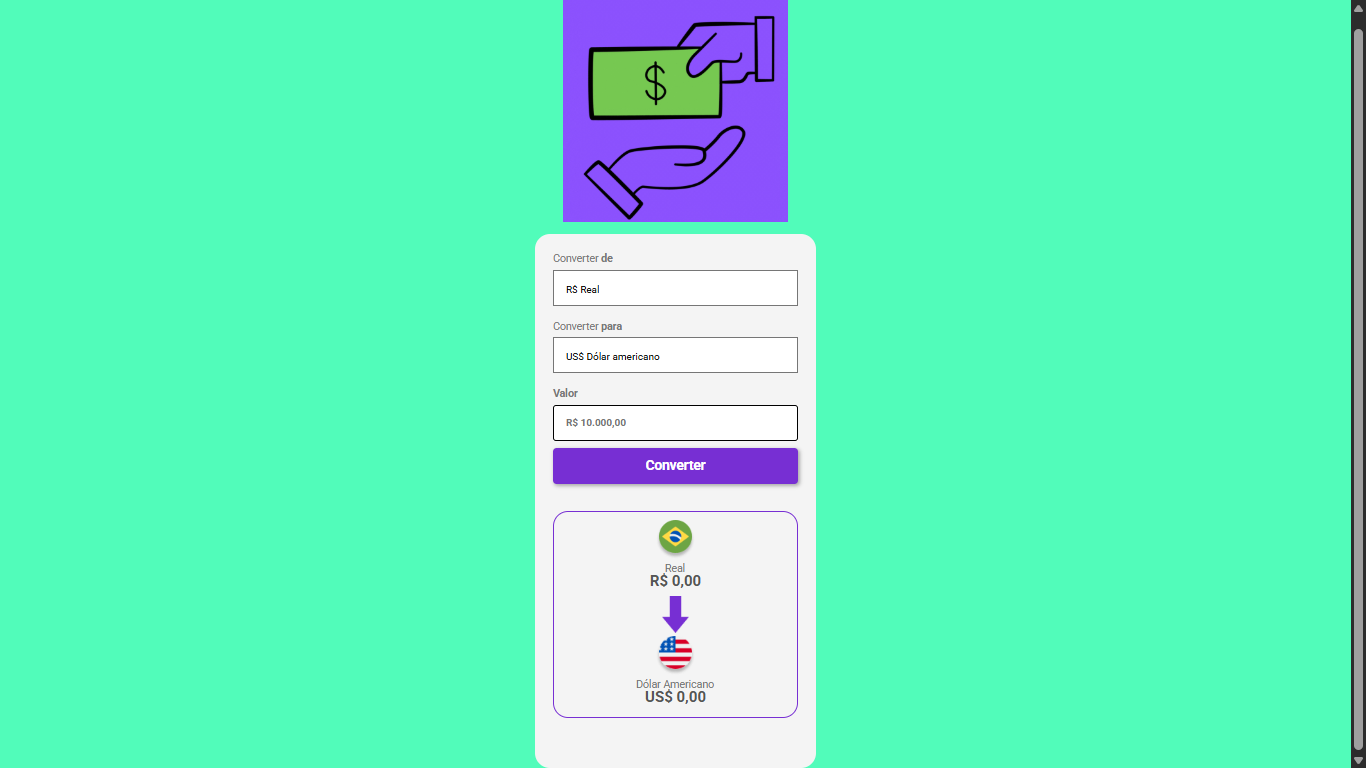 $
Converter de
R$ Real
Converter para
US$ Dólar americano
Valor
R$ 10.000,00
Converter
Real
R$ 0,00
Dólar Americano
US$ 0,00